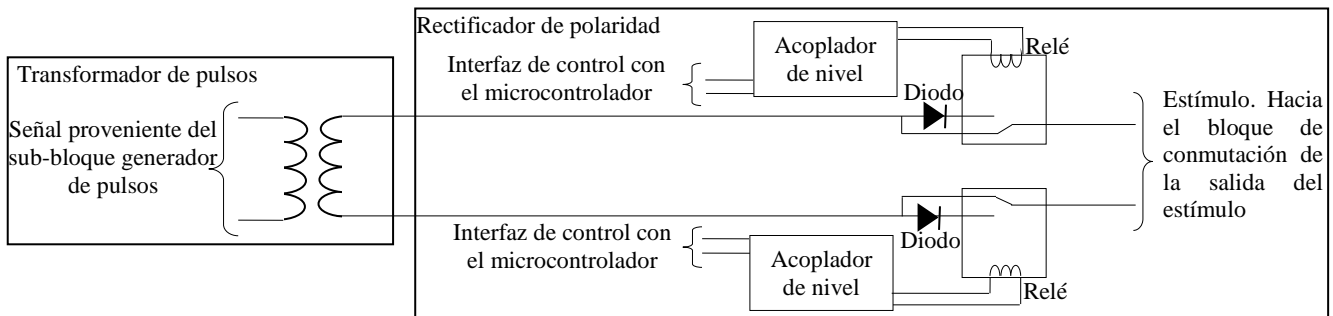 Rectificador de polaridad
Acoplador
de nivel
Relé
Interfaz de control con
el microcontrolador
Transformador de pulsos
Diodo
Señal proveniente del
sub-bloque generador
de pulsos
Estímulo. Hacia
el bloque de
conmutación de
la salida del
estímulo
Interfaz de control con
el microcontrolador
Diodo
Acoplador
de nivel
Relé